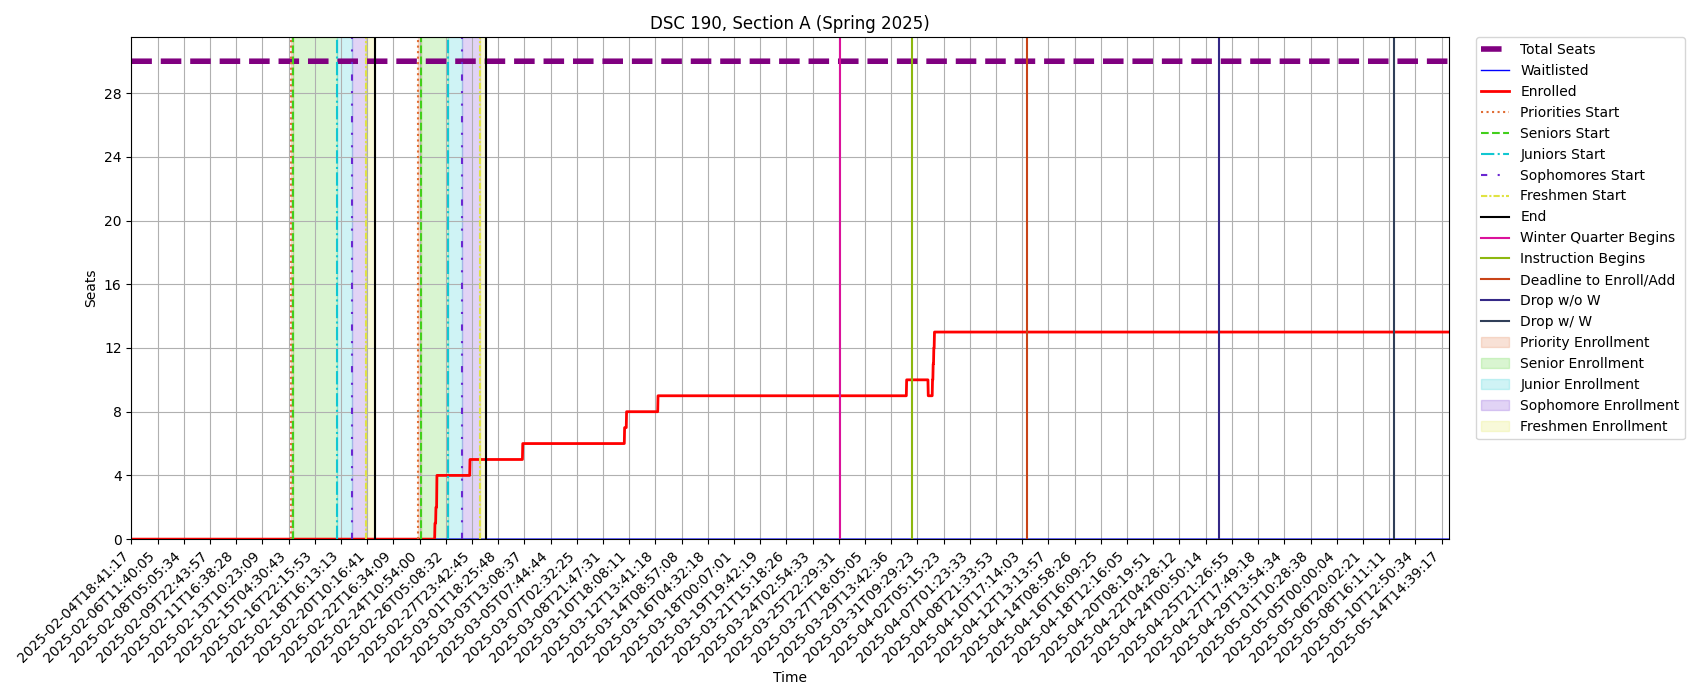 DSC 190, Section A (Spring 2025)
Seats
28
24
20
16
12
8
4
0
2025-02-04T18:41:17
2025-02-06T11:40:05
2025-02-08T05:05:34
2025-02-09T22:43:57
2025-02-11T16:38:28
2025-02-13T10:23:09
2025-02-15T04:30:43
2025-02-16T22:15:53
2025-02-18T16:13:13
2025-02-20T10:16:41
2025-02-22T16:34:09
2025-02-24T10:54:00
2025-02-26T05:08:32
2025-02-27T23:42:45
2025-03-01T18:25:48
2025-03-03T13:08:37
2025-03-05T07:44:44
2025-03-07T02:32:25
2025-03-08T21:47:31
2025-03-10T18:08:11
2025-03-12T13:41:18
2025-03-14T08:57:08
2025-03-16T04:32:18
2025-03-18T00:07:01
2025-03-19T19:42:19
2025-03-21T15:18:26
2025-03-24T02:54:33
2025-03-25T22:29:31
2025-03-27T18:05:05
2025-03-29T13:42:36
2025-03-31T09:29:23
2025-04-02T05:15:23
2025-04-07T01:23:33
2025-04-08T21:33:53
2025-04-10T17:14:03
2025-04-12T13:13:57
2025-04-14T08:58:26
2025-04-16T16:09:25
2025-04-18T12:16:05
2025-04-20T08:19:51
2025-04-22T04:28:12
2025-04-24T00:50:14
2025-04-25T21:26:55
2025-04-27T17:49:18
2025-04-29T13:54:34
2025-05-01T10:28:38
2025-05-05T00:00:04
2025-05-06T20:02:21
2025-05-08T16:11:11
2025-05-10T12:50:34
2025-05-14T14:39:17
Time
Total Seats
Waitlisted
Enrolled
Priorities Start
Seniors Start
Juniors Start
Sophomores Start
Freshmen Start
End
Winter Quarter Begins
Instruction Begins
Deadline to Enroll/Add
Drop w/o W
Drop w/ W
Priority Enrollment
Senior Enrollment
Junior Enrollment
Sophomore Enrollment
Freshmen Enrollment